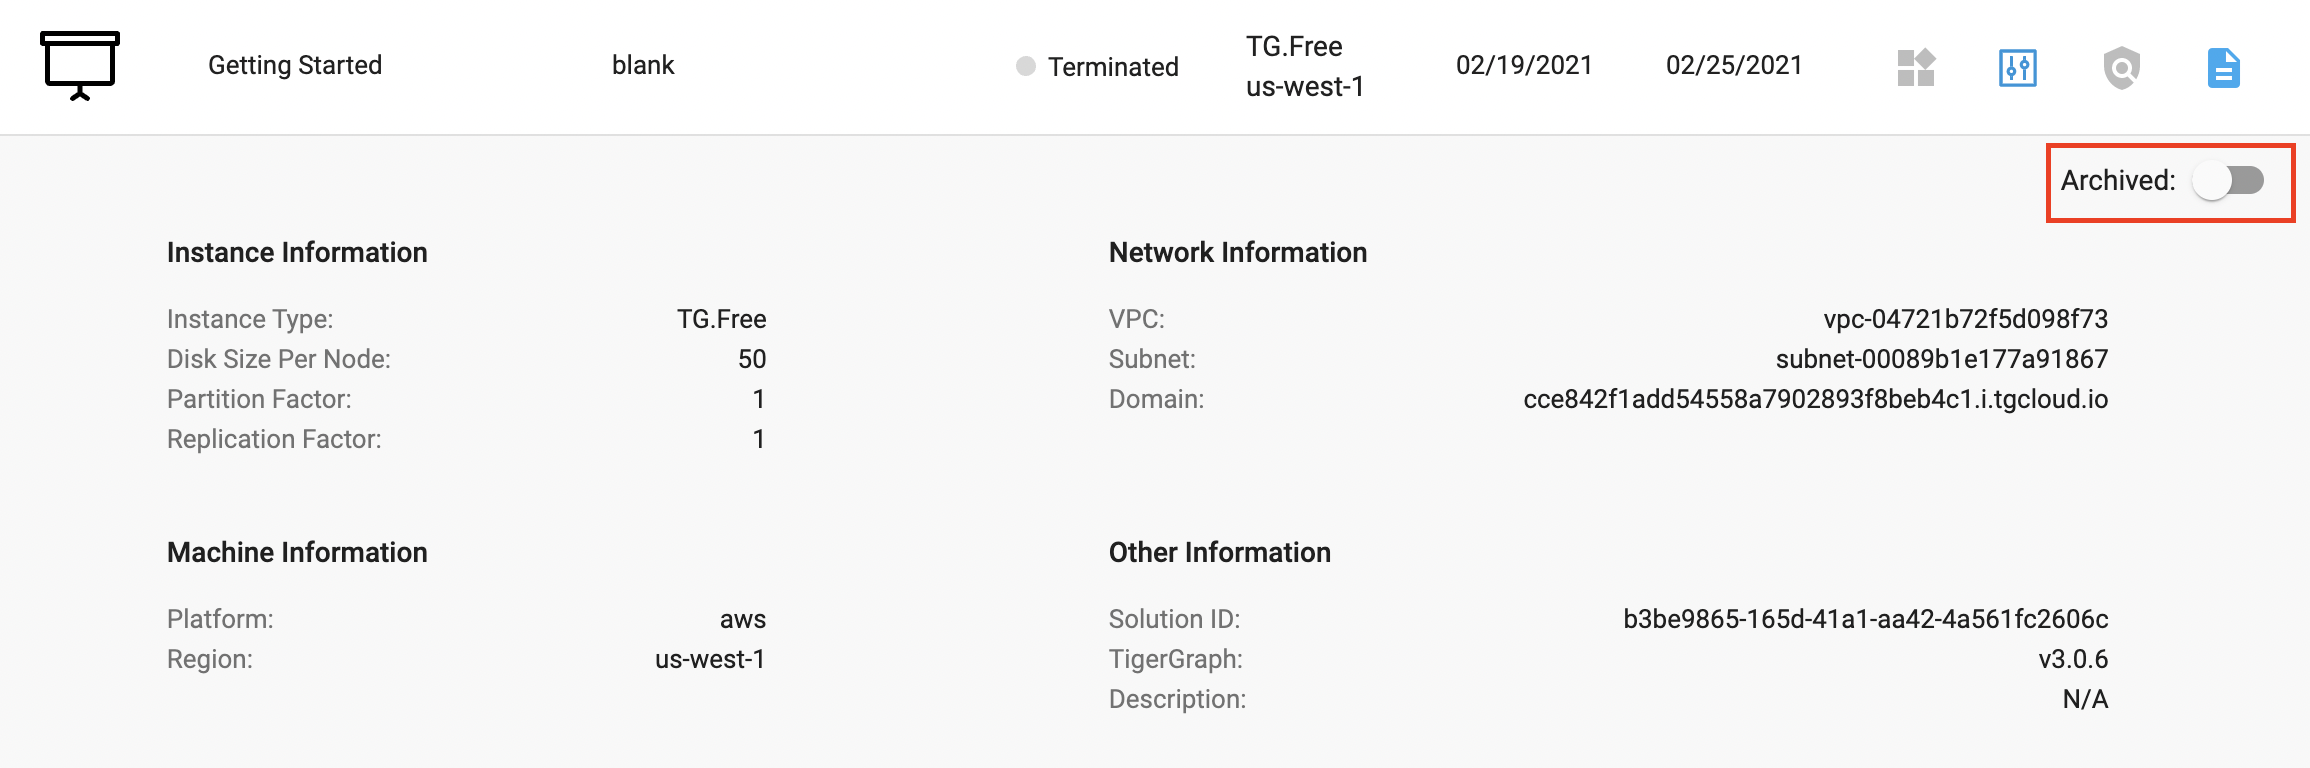 Getting Started
blank
Terminated
TG.Free
us-west-1
02/19/2021
02/25/2021
Archived:
Instance Information
Instance Type: TG.Free
Disk Size Per Node: 50
Partition Factor: 1
Replication Factor: 1
Network Information
VPC: vpc-04721b72f5d098f73
Subnet: subnet-00089b1e177a91867
Domain: cce842f1add54558a7902893f8beb4c1.i.tgcloud.io
Machine Information
Platform: aws
Region: us-west-1
Other Information
Solution ID: b3be9865-165d-41a1-aa42-4a561fc2606c
TigerGraph: v3.0.6
Description: N/A